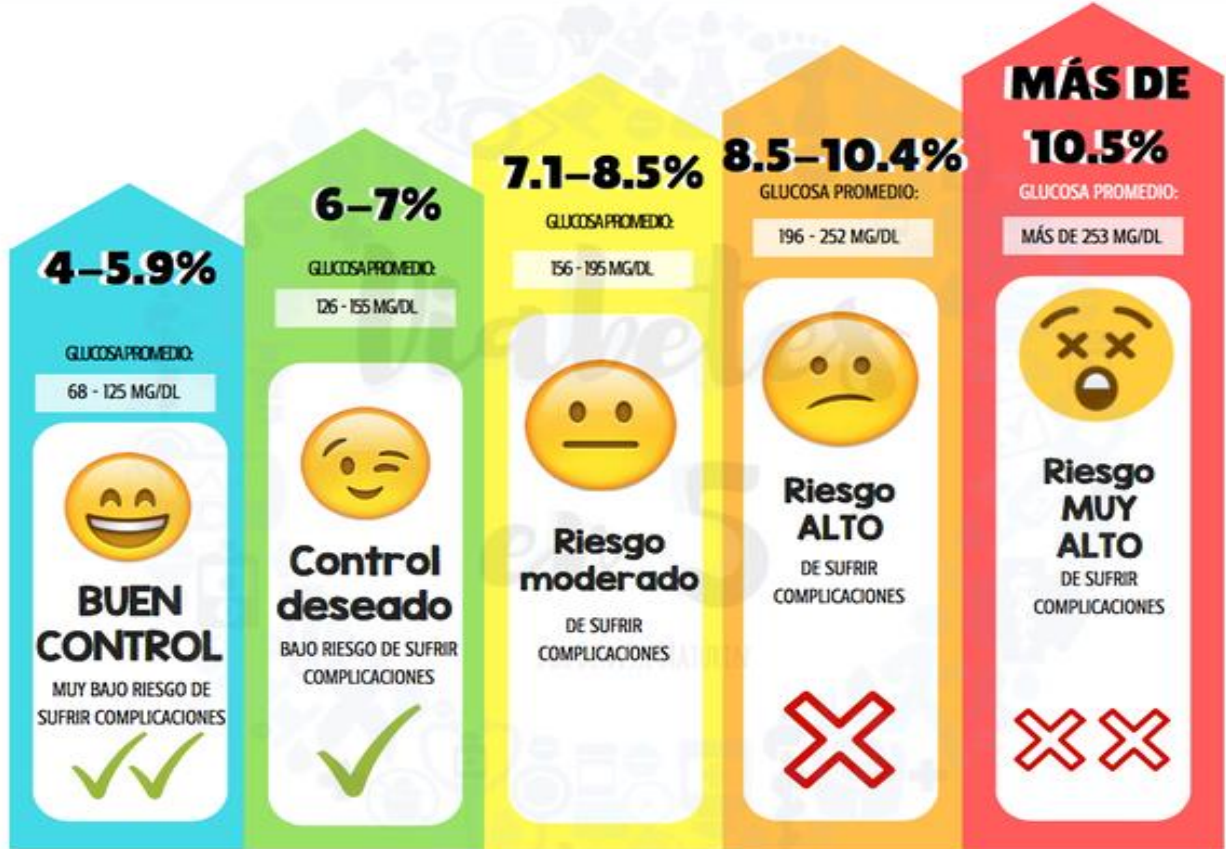 4–5.9%
GLUCOSA PROMEDIO:
68 - 125 MG/DL
BUEN
CONTROL
MUY BAJO RIESGO DE
SUFRIR COMPLICACIONES
6–7%
GLUCOSA PROMEDIO:
126 - 155 MG/DL
Control
deseado
BAJO RIESGO DE SUFRIR
COMPLICACIONES
7.1–8.5%
GLUCOSA PROMEDIO:
156 - 195 MG/DL
Riesgo
moderado
DE SUFRIR
COMPLICACIONES
8.5–10.4%
GLUCOSA PROMEDIO:
196 - 252 MG/DL
Riesgo
ALTO
DE SUFRIR
COMPLICACIONES
MÁS DE
10.5%
GLUCOSA PROMEDIO:
MÁS DE 253 MG/DL
Riesgo
MUY
ALTO
DE SUFRIR
COMPLICACIONES
Diabetes
en 5